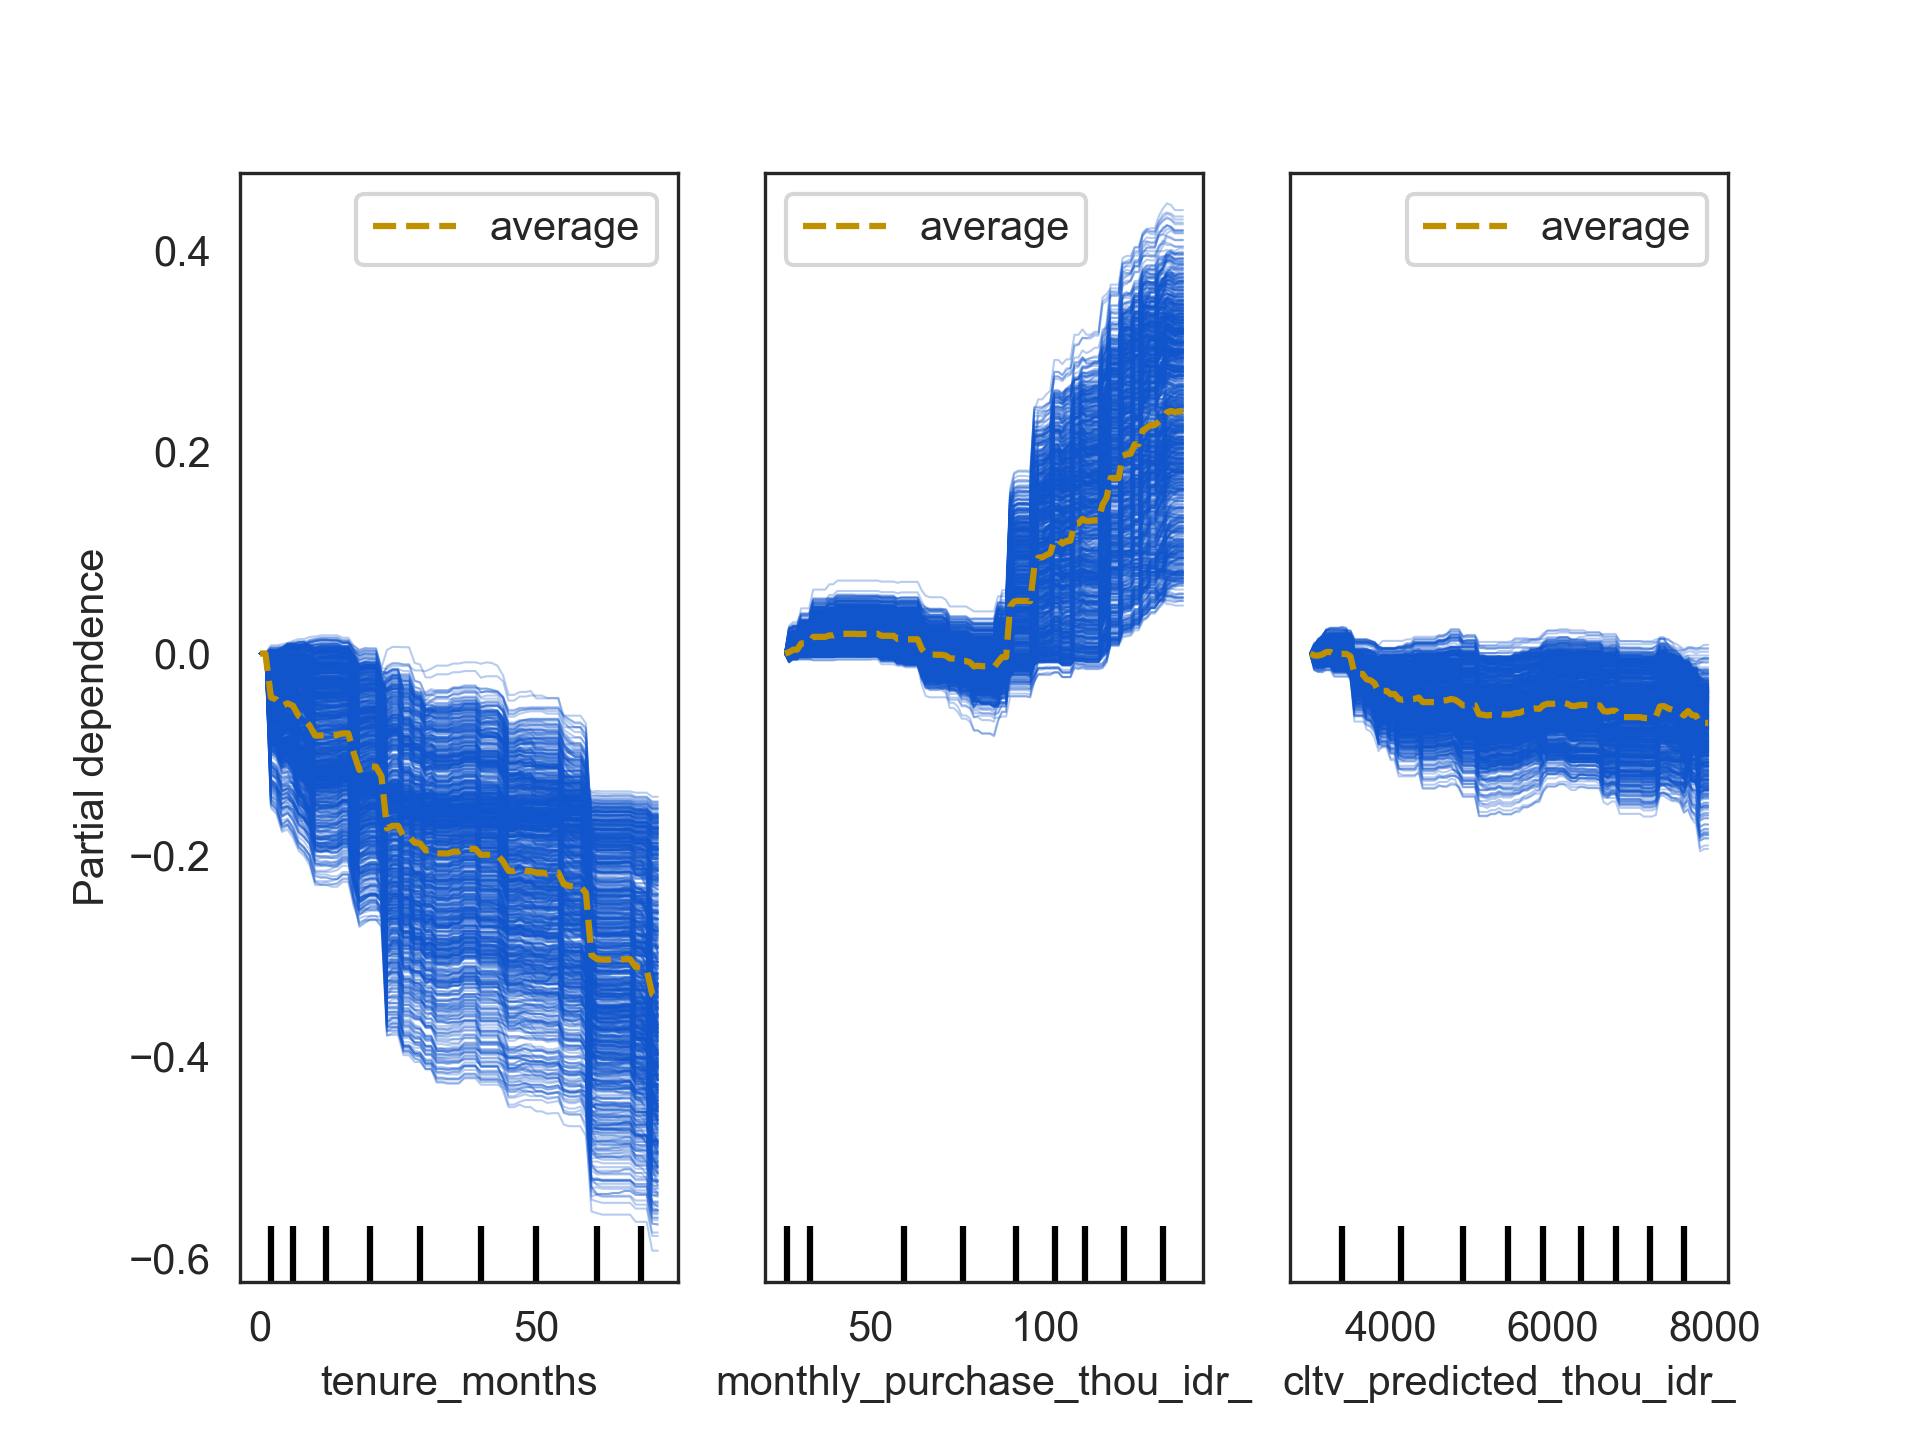 average
average
average
0.4
0.2
0.0
−0.2
−0.4
−0.6
Partial dependence
0 50
50 100
4000 6000 8000
tenure_months
monthly_purchase_thou_idr_
cltv_predicted_thou_idr_